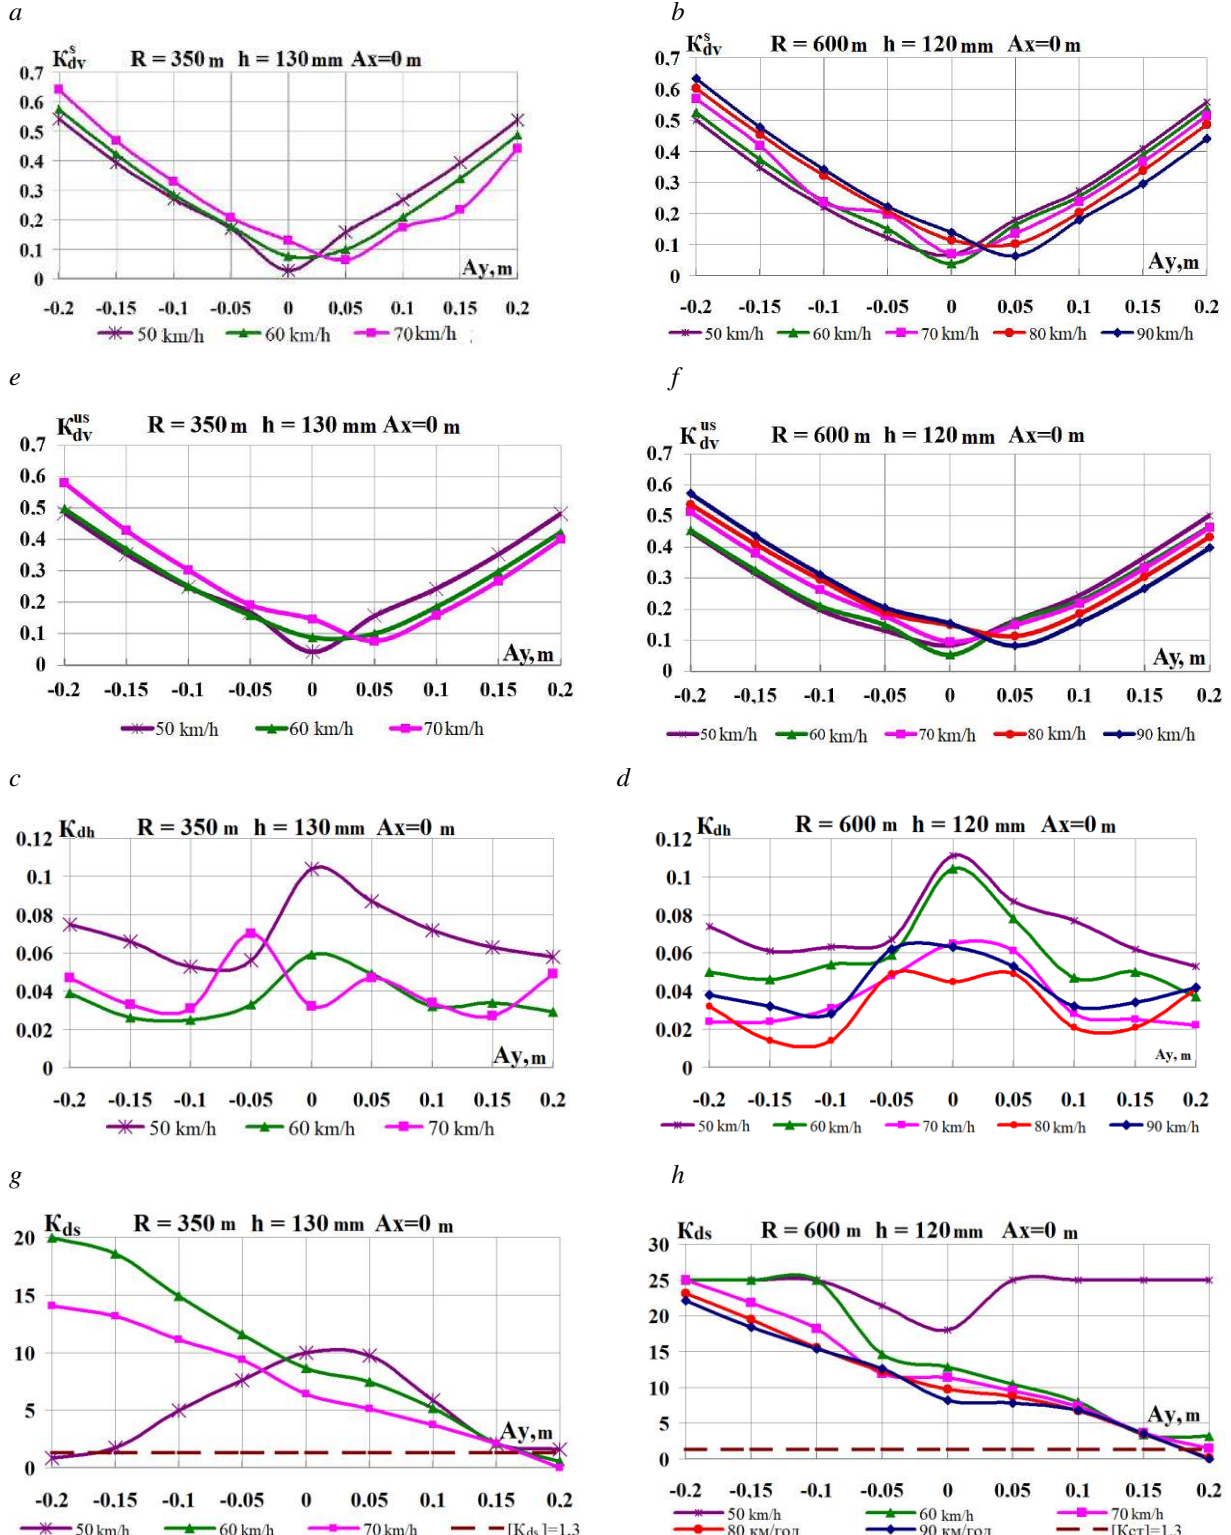 a
K^s_dv R = 350 m h = 130 mm Ax=0 m
0.7
0.6
0.5
0.4
0.3
0.2
0.1
0
Ay, m
-0.2 -0.15 -0.1 -0.05 0 0.05 0.1 0.15 0.2
50 km/h 60 km/h 70 km/h
b
K^s_dv R = 600 m h = 120 mm Ax=0 m
0.7
0.6
0.5
0.4
0.3
0.2
0.1
0
Ay, m
-0.2 -0.15 -0.1 -0.05 0 0.05 0.1 0.15 0.2
50 km/h 60 km/h 70 km/h 80 km/h 90 km/h
e
K^us_dv R = 350 m h = 130 mm Ax=0 m
0.7
0.6
0.5
0.4
0.3
0.2
0.1
0
Ay, m
-0.2 -0.15 -0.1 -0.05 0 0.05 0.1 0.15 0.2
50 km/h 60 km/h 70 km/h
f
K^us_dv R = 600 m h = 120 mm Ax=0 m
0.7
0.6
0.5
0.4
0.3
0.2
0.1
0
Ay, m
-0.2 -0.15 -0.1 -0.05 0 0.05 0.1 0.15 0.2
50 km/h 60 km/h 70 km/h 80 km/h 90 km/h
c
K_dh R = 350 m h = 130 mm Ax=0 m
0.12
0.1
0.08
0.06
0.04
0.02
0
Ay, m
-0.2 -0.15 -0.1 -0.05 0 0.05 0.1 0.15 0.2
50 km/h 60 km/h 70 km/h
d
K_dh R = 600 m h = 120 mm Ax=0 m
0.12
0.1
0.08
0.06
0.04
0.02
0
Ay, m
-0.2 -0.15 -0.1 -0.05 0 0.05 0.1 0.15 0.2
50 km/h 60 km/h 70 km/h 80 km/h 90 km/h
g
K_ds R = 350 m h = 130 mm Ax=0 m
20
15
10
5
0
Ay, m
-0.2 -0.15 -0.1 -0.05 0 0.05 0.1 0.15 0.2
50 km/h 60 km/h 70 km/h [K_ds]=1.3
h
K_ds R = 600 m h = 120 mm Ax=0 m
30
25
20
15
10
5
0
Ay, m
-0.2 -0.15 -0.1 -0.05 0 0.05 0.1 0.15 0.2
50 km/h 60 km/h 70 km/h
80 км/год 90 км/год [Кст]=1.3